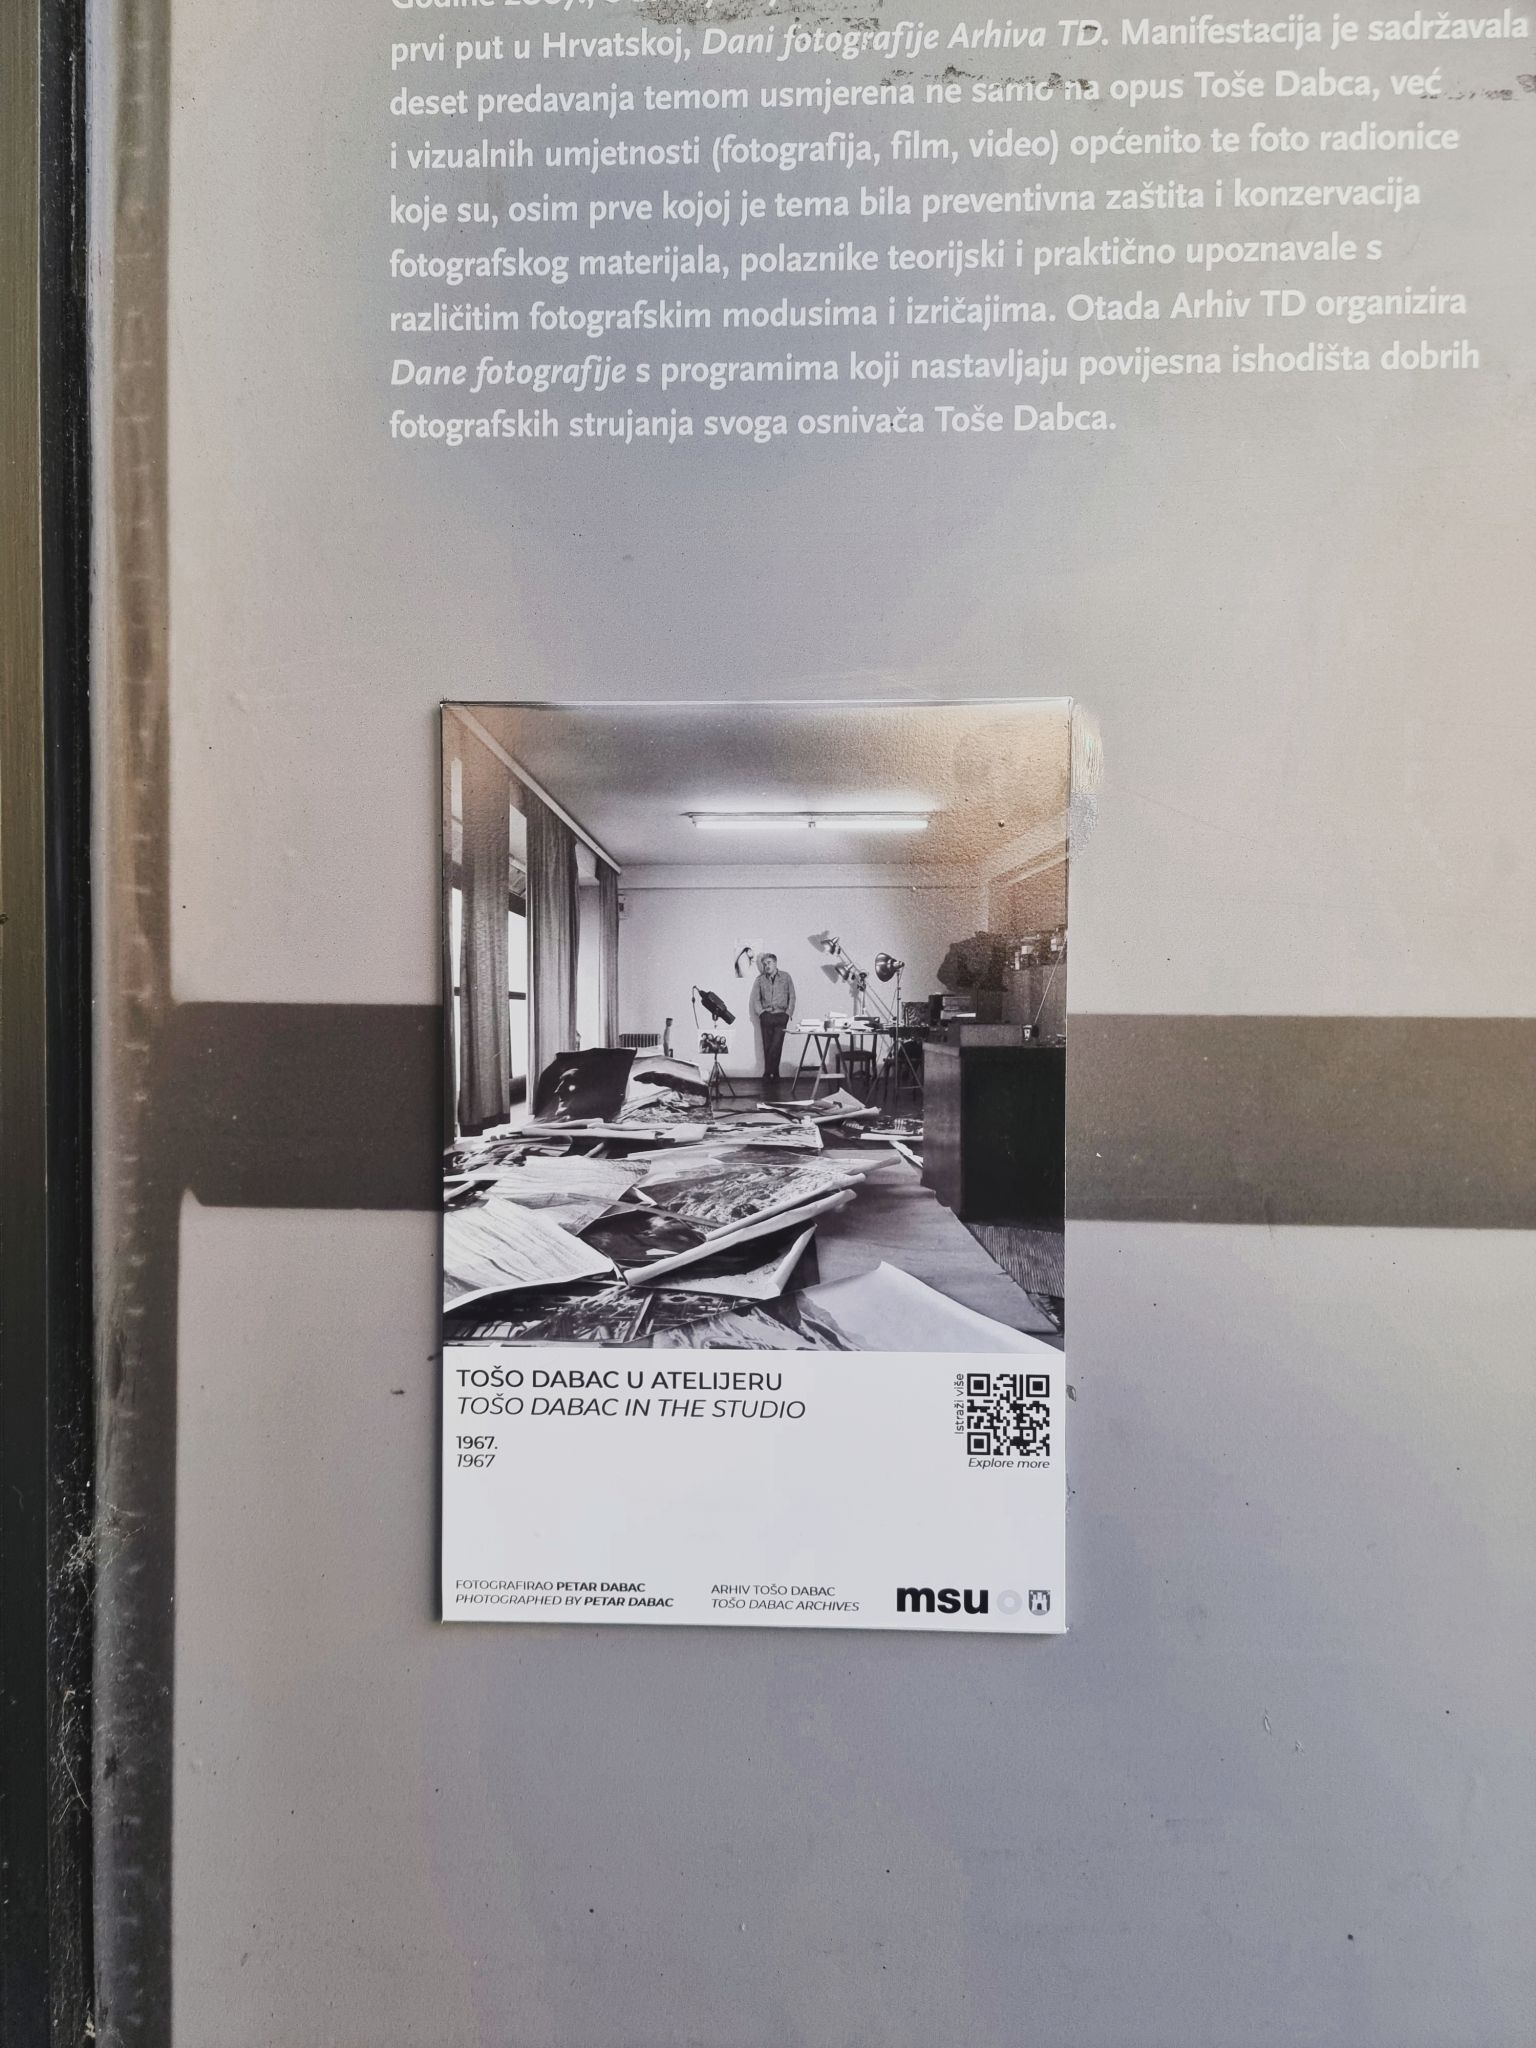 Godine 2007.,
prvi put u Hrvatskoj, Dani fotografije Arhiva TD. Manifestacija je sadržavala
deset predavanja temom usmjerena ne samo na opus Toše Dabca, već
i vizualnih umjetnosti (fotografija, film, video) općenito te foto radionice
koje su, osim prve kojoj je tema bila preventivna zaštita i konzervacija
fotografskog materijala, polaznike teorijski i praktično upoznavale s
različitim fotografskim modusima i izričajima. Otada Arhiv TD organizira
Dane fotografije s programima koji nastavljaju povijesna ishodišta dobrih
fotografskih strujanja svoga osnivača Toše Dabca.
TOŠO DABAC U ATELIJERU
TOŠO DABAC IN THE STUDIO
1967.
1967
Istraži više
Explore more
FOTOGRAFIRAO PETAR DABAC
PHOTOGRAPHED BY PETAR DABAC
ARHIV TOŠO DABAC
TOŠO DABAC ARCHIVES
msu